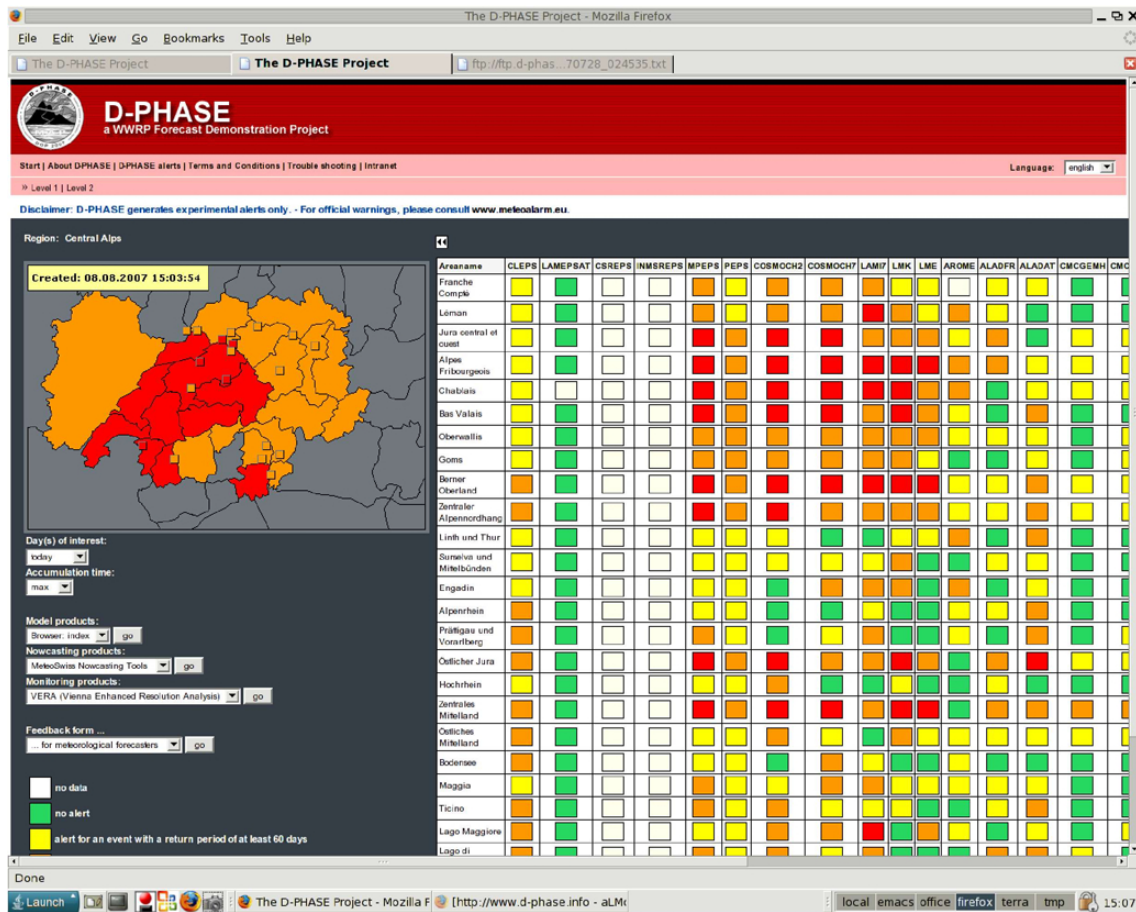 The D-PHASE Project - Mozilla Firefox
File Edit View Go Bookmarks Tools Help
The D-PHASE Project The D-PHASE Project ftp://ftp.d-phas...70728_024535.txt
D-PHASE
a WWRP Forecast Demonstration Project
Start | About D-PHASE | D-PHASE alerts | Terms and Conditions | Trouble shooting | Intranet
Language: english
» Level 1 | Level 2
Disclaimer: D-PHASE generates experimental alerts only. - For official warnings, please consult www.meteoalarm.eu.
Region: Central Alps
Created: 08.08.2007 15:03:54
Day(s) of interest:
today
Accumulation time:
max
Model products:
Browser: index go
Nowcasting products:
MeteoSwiss Nowcasting Tools go
Monitoring products:
VERA (Vienna Enhanced Resolution Analysis) go
Feedback form ...
... for meteorological forecasters go
no data
no alert
alert for an event with a return period of at least 60 days
Areaname CLEPS LAMEPSAT CSREPS INMSREPS MPEPS PEPS COSMOCH2 COSMOCH7 LAMI7 LMK LME AROME ALADFR ALADAT CMCGEMH CMC
Franche
Compté
Léman
Jura central et
ouest
Alpes
Fribourgeois
Chablais
Bas Valais
Oberwallis
Goms
Berner
Oberland
Zentraler
Alpennordhang
Linth und Thur
Surselva und
Mittelbünden
Engadin
Alpenrhein
Prättigau und
Vorarlberg
Östlicher Jura
Hochrhein
Zentrales
Mittelland
Östliches
Mittelland
Bodensee
Maggia
Ticino
Lago Maggiore
Lago di
Done
Launch The D-PHASE Project - Mozilla F [http://www.d-phase.info - aLMo local emacs office firefox terra tmp 15:07